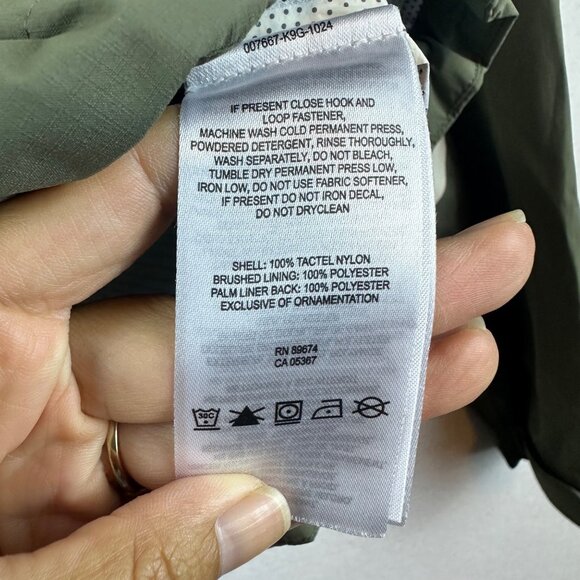 007667-K9G-1024
IF PRESENT CLOSE HOOK AND
LOOP FASTENER,
MACHINE WASH COLD PERMANENT PRESS,
POWDERED DETERGENT, RINSE THOROUGHLY,
WASH SEPARATELY, DO NOT BLEACH,
TUMBLE DRY PERMANENT PRESS LOW,
IRON LOW, DO NOT USE FABRIC SOFTENER,
IF PRESENT DO NOT IRON DECAL,
DO NOT DRYCLEAN
SHELL: 100% TACTEL NYLON
BRUSHED LINING: 100% POLYESTER
PALM LINER BACK: 100% POLYESTER
EXCLUSIVE OF ORNAMENTATION
RN 89674
CA 05367
30C